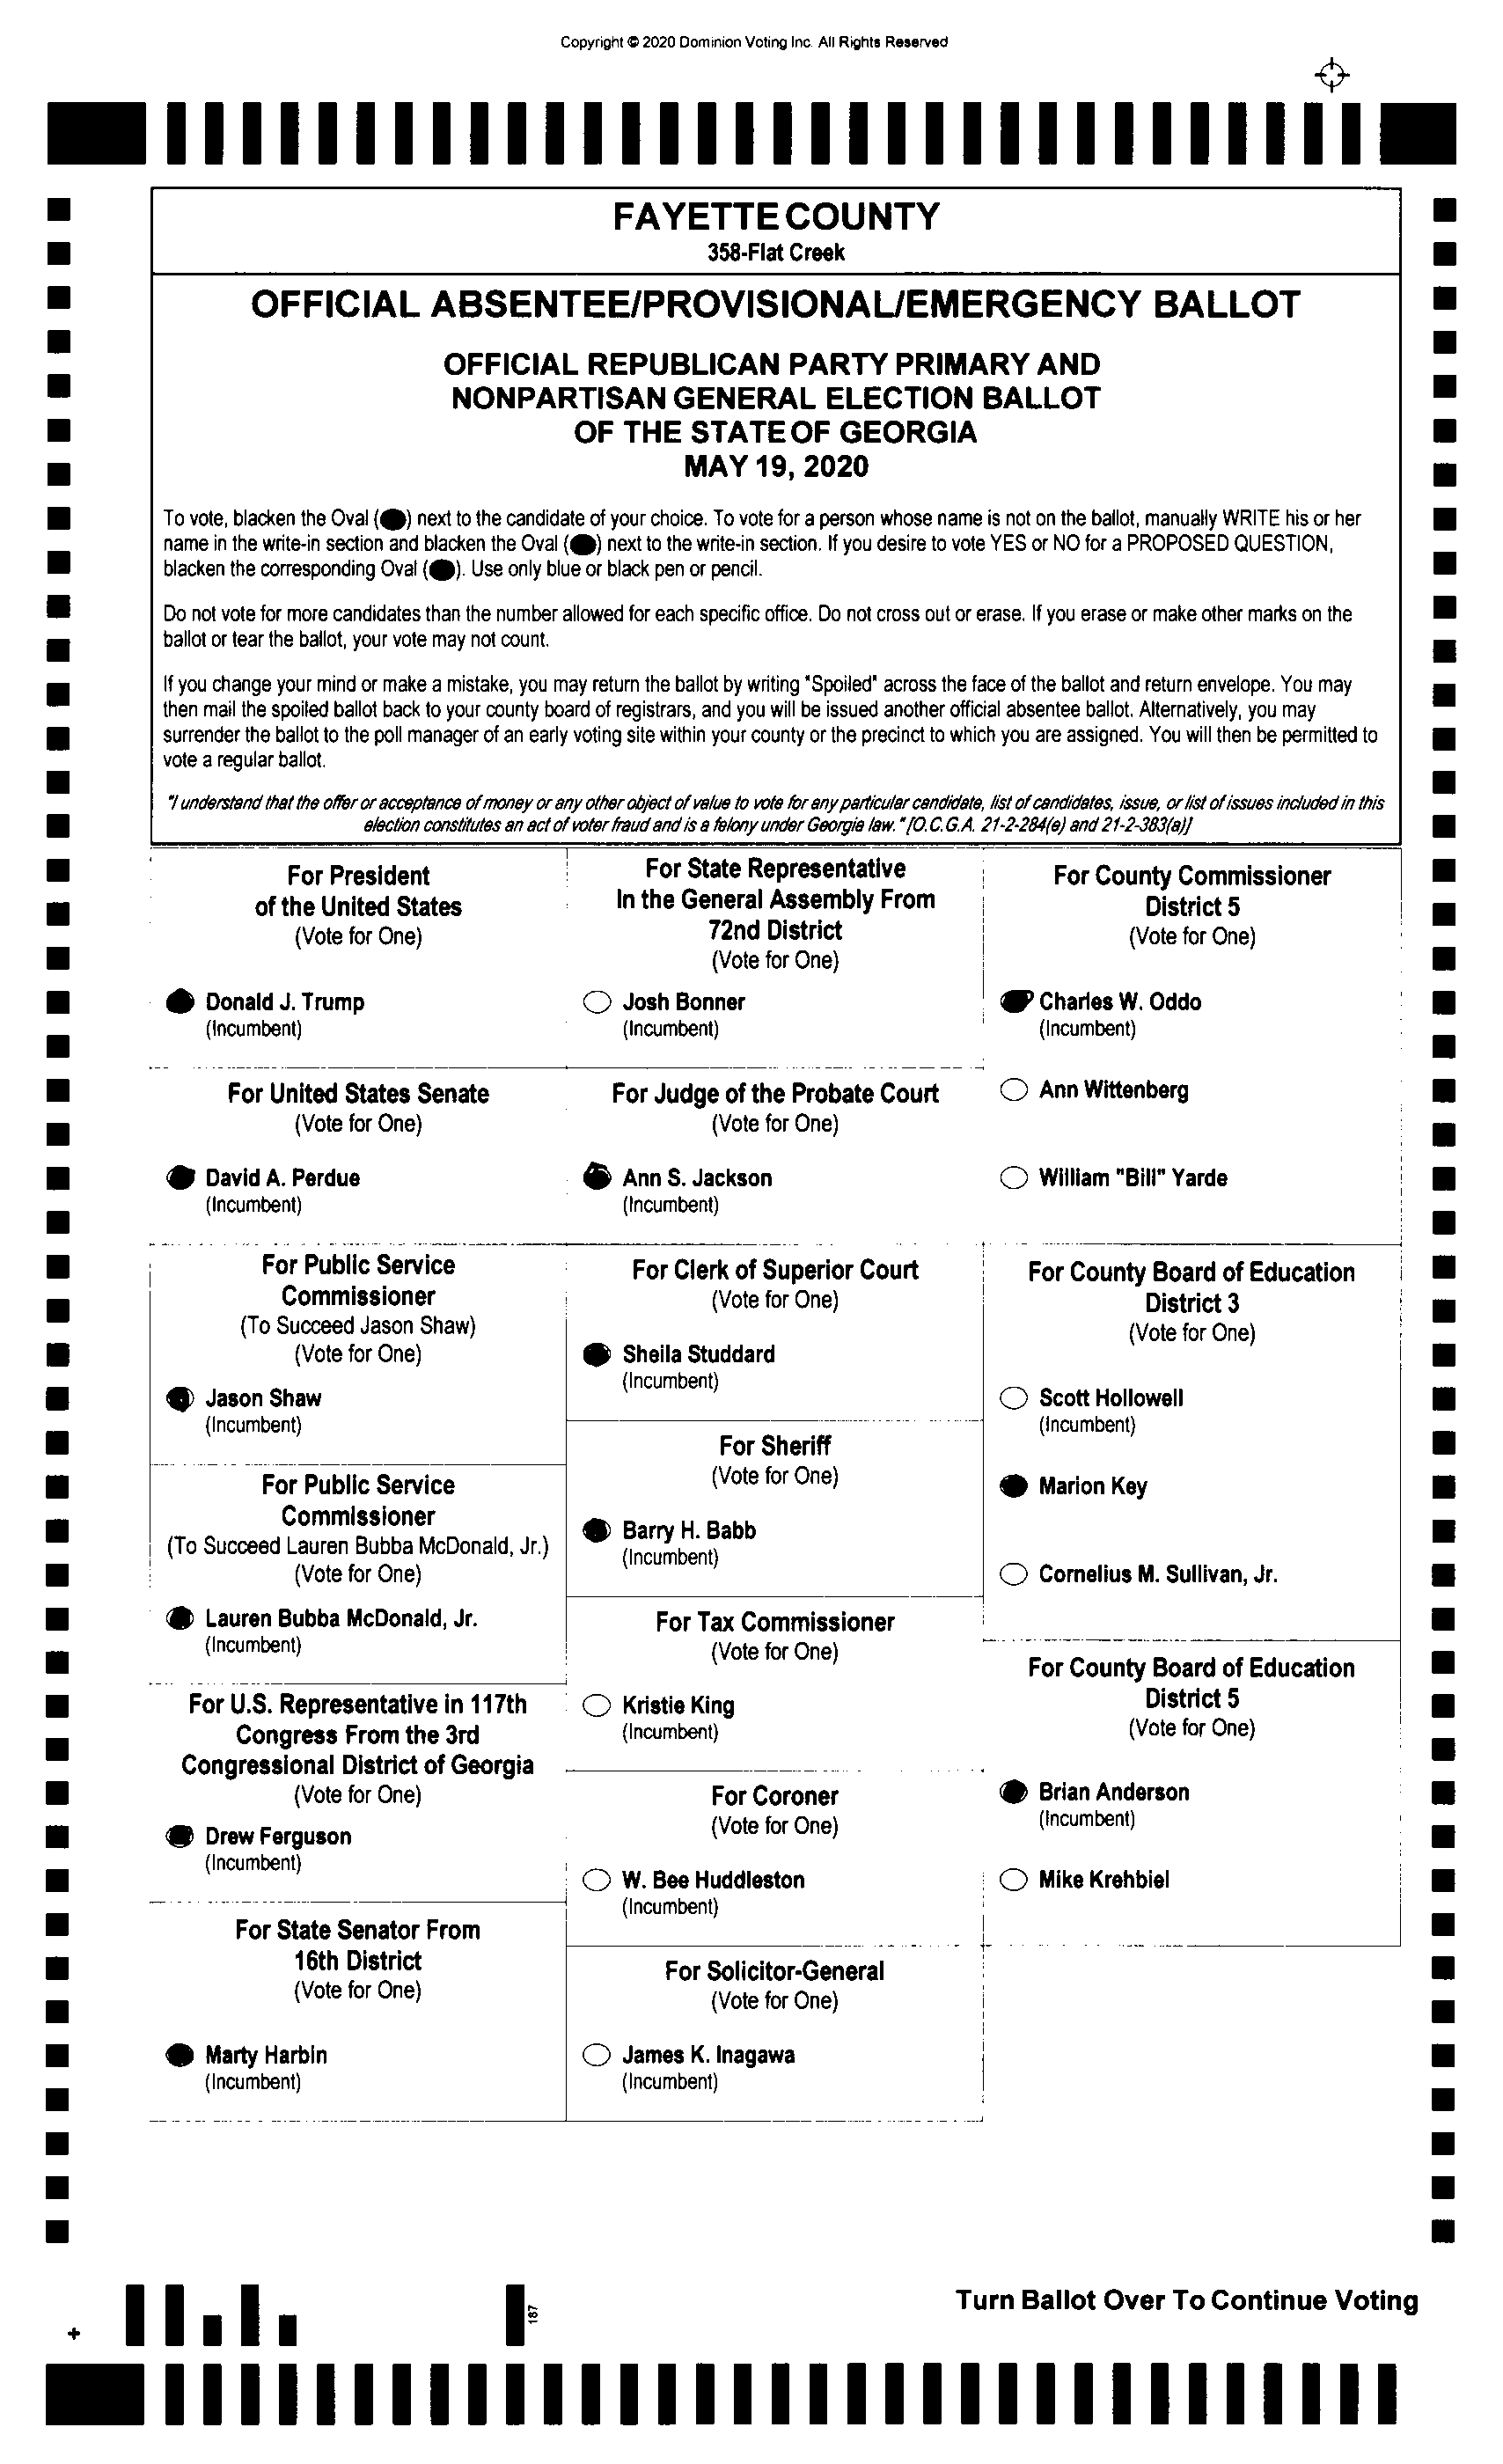 Copyright © 2020 Dominion Voting Inc. All Rights Reserved
FAYETTE COUNTY
358-Flat Creek
OFFICIAL ABSENTEE/PROVISIONAL/EMERGENCY BALLOT
OFFICIAL REPUBLICAN PARTY PRIMARY AND
NONPARTISAN GENERAL ELECTION BALLOT
OF THE STATE OF GEORGIA
MAY 19, 2020
To vote, blacken the Oval (⬬) next to the candidate of your choice. To vote for a person whose name is not on the ballot, manually WRITE his or her
name in the write-in section and blacken the Oval (⬬) next to the write-in section. If you desire to vote YES or NO for a PROPOSED QUESTION,
blacken the corresponding Oval (⬬). Use only blue or black pen or pencil.
Do not vote for more candidates than the number allowed for each specific office. Do not cross out or erase. If you erase or make other marks on the
ballot or tear the ballot, your vote may not count.
If you change your mind or make a mistake, you may return the ballot by writing "Spoiled" across the face of the ballot and return envelope. You may
then mail the spoiled ballot back to your county board of registrars, and you will be issued another official absentee ballot. Alternatively, you may
surrender the ballot to the poll manager of an early voting site within your county or the precinct to which you are assigned. You will then be permitted to
vote a regular ballot.
"I understand that the offer or acceptance of money or any other object of value to vote for any particular candidate, list of candidates, issue, or list of issues included in this
election constitutes an act of voter fraud and is a felony under Georgia law." [O.C.G.A. 21-2-284(e) and 21-2-383(a)]
For President
of the United States
(Vote for One)
Donald J. Trump
(Incumbent)
For United States Senate
(Vote for One)
David A. Perdue
(Incumbent)
For Public Service
Commissioner
(To Succeed Jason Shaw)
(Vote for One)
Jason Shaw
(Incumbent)
For Public Service
Commissioner
(To Succeed Lauren Bubba McDonald, Jr.)
(Vote for One)
Lauren Bubba McDonald, Jr.
(Incumbent)
For U.S. Representative in 117th
Congress From the 3rd
Congressional District of Georgia
(Vote for One)
Drew Ferguson
(Incumbent)
For State Senator From
16th District
(Vote for One)
Marty Harbin
(Incumbent)
For State Representative
In the General Assembly From
72nd District
(Vote for One)
Josh Bonner
(Incumbent)
For Judge of the Probate Court
(Vote for One)
Ann S. Jackson
(Incumbent)
For Clerk of Superior Court
(Vote for One)
Sheila Studdard
(Incumbent)
For Sheriff
(Vote for One)
Barry H. Babb
(Incumbent)
For Tax Commissioner
(Vote for One)
Kristie King
(Incumbent)
For Coroner
(Vote for One)
W. Bee Huddleston
(Incumbent)
For Solicitor-General
(Vote for One)
James K. Inagawa
(Incumbent)
For County Commissioner
District 5
(Vote for One)
Charles W. Oddo
(Incumbent)
Ann Wittenberg
William "Bill" Yarde
For County Board of Education
District 3
(Vote for One)
Scott Hollowell
(Incumbent)
Marion Key
Cornelius M. Sullivan, Jr.
For County Board of Education
District 5
(Vote for One)
Brian Anderson
(Incumbent)
Mike Krehbiel
Turn Ballot Over To Continue Voting
187
+